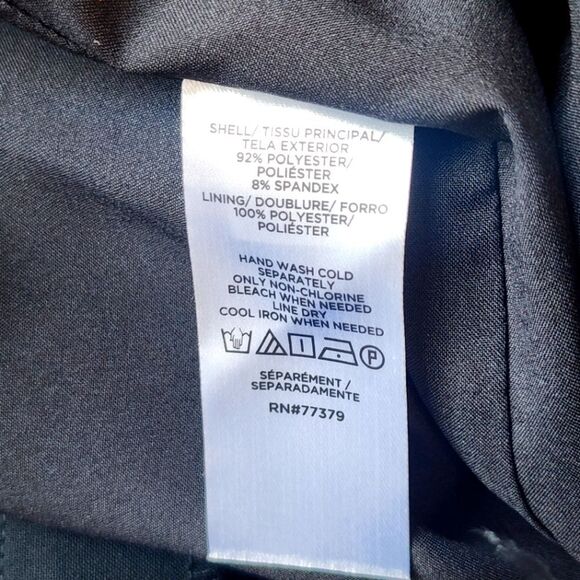 SHELL/ TISSU PRINCIPAL/
TELA EXTERIOR
92% POLYESTER/
POLIÉSTER
8% SPANDEX
LINING/ DOUBLURE/ FORRO
100% POLYESTER/
POLIÉSTER
HAND WASH COLD
SEPARATELY
ONLY NON-CHLORINE
BLEACH WHEN NEEDED
LINE DRY
COOL IRON WHEN NEEDED
P
SÉPARÉMENT /
SEPARADAMENTE
RN#77379